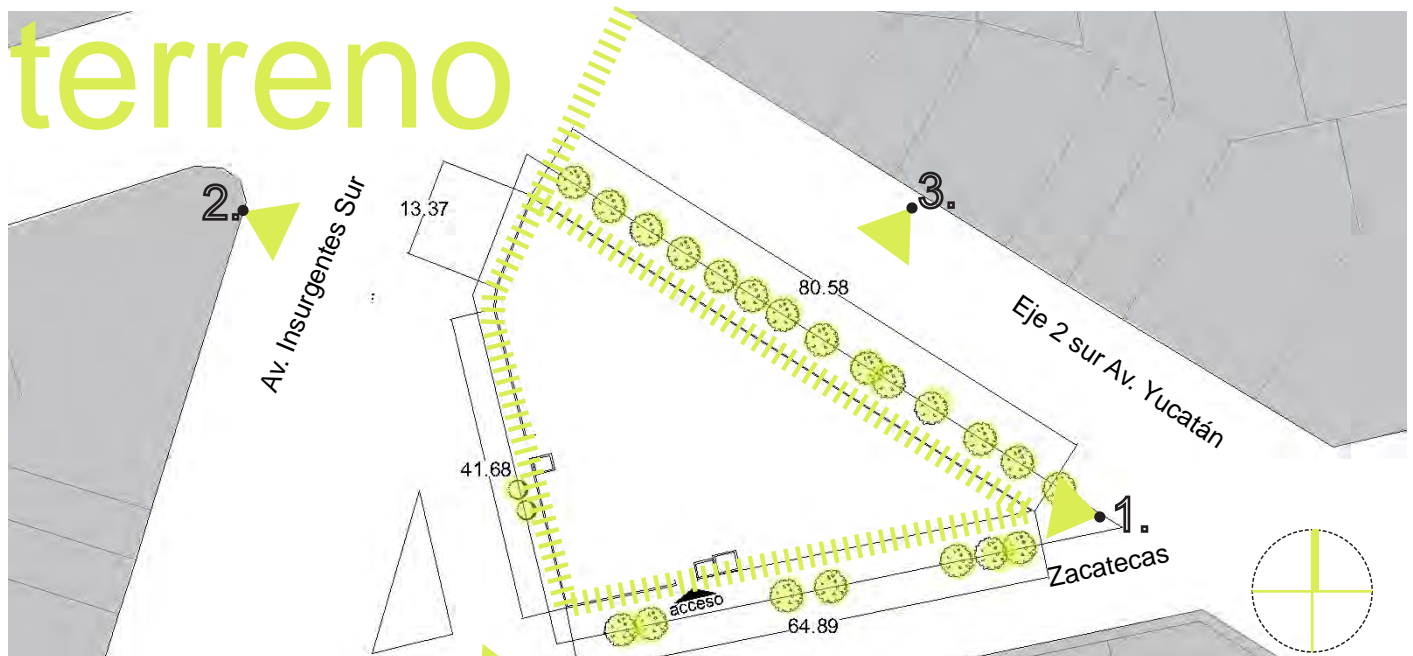 terreno
2.
3.
13.37
Av. Insurgentes Sur
80.58
Eje 2 sur Av. Yucatán
41.68
1.
Zacatecas
acceso
64.89